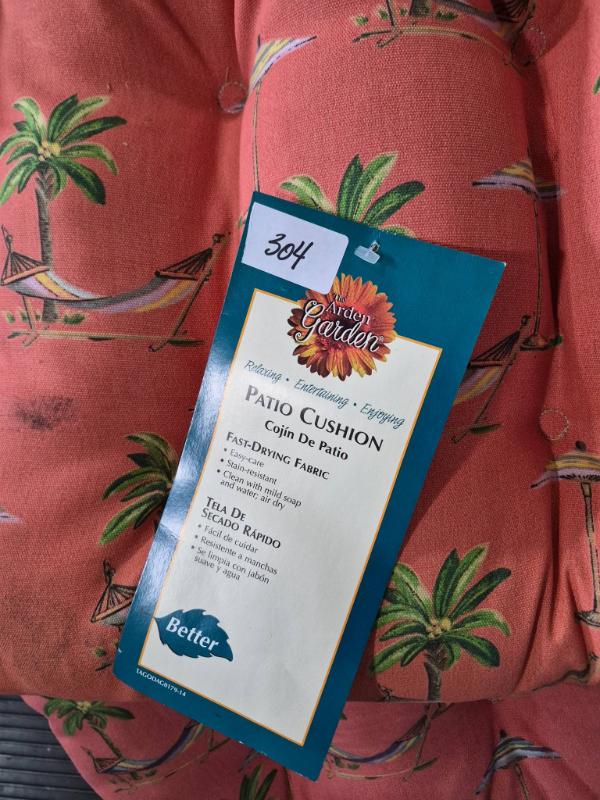 304
The
Arden
Garden®
Relaxing • Entertaining • Enjoying
PATIO CUSHION
Cojín De Patio
FAST-DRYING FABRIC
• Easy-care
• Stain-resistant
• Clean with mild soap
and water; air dry
TELA DE
SECADO RÁPIDO
• Fácil de cuidar
• Resistente a manchas
• Se limpia con jabón
suave y agua
Better
TAGODAG0179-14